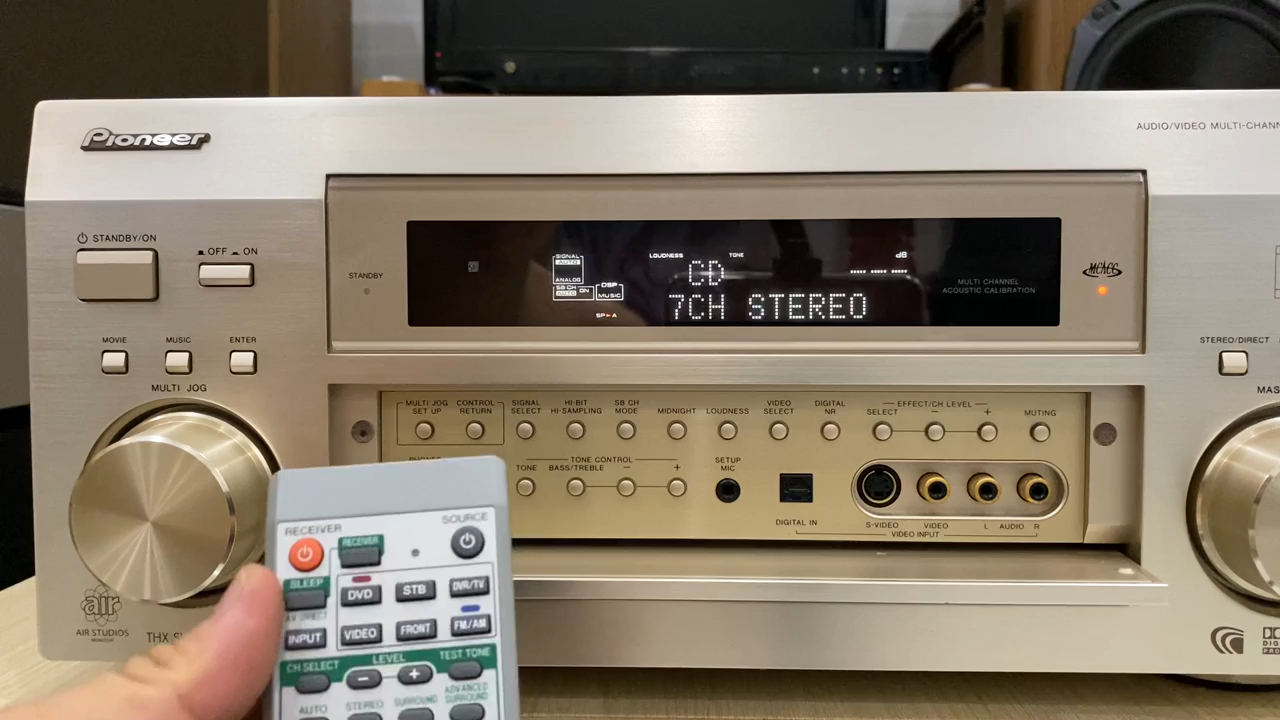 Pioneer
AUDIO/VIDEO MULTI-CHANN
STANDBY/ON
OFF ON
STANDBY
SIGNAL
AUTO
ANALOG
SB CH
AUTO ON
DSP
MUSIC
SP►A
LOUDNESS
TONE
dB
CD
7CH STEREO
MULTI CHANNEL
ACOUSTIC CALIBRATION
MCACC
MOVIE
MUSIC
ENTER
MULTI JOG
STEREO/DIRECT
MAS
MULTI JOG
SET UP
CONTROL
RETURN
SIGNAL
SELECT
HI-BIT
HI-SAMPLING
SB CH
MODE
MIDNIGHT
LOUDNESS
VIDEO
SELECT
DIGITAL
NR
EFFECT/CH LEVEL
SELECT
−
+
MUTING
PHONES
TONE CONTROL
TONE
BASS/TREBLE
−
+
SETUP
MIC
DIGITAL IN
S-VIDEO
VIDEO
L AUDIO R
VIDEO INPUT
air
AIR STUDIOS
THX
RECEIVER
SOURCE
RECEIVER
SLEEP
DVD
STB
DVR/TV
INPUT
VIDEO
FRONT
FM/AM
CH SELECT
LEVEL
−
+
TEST TONE
AUTO
STEREO
SURROUND
ADVANCED
SURROUND